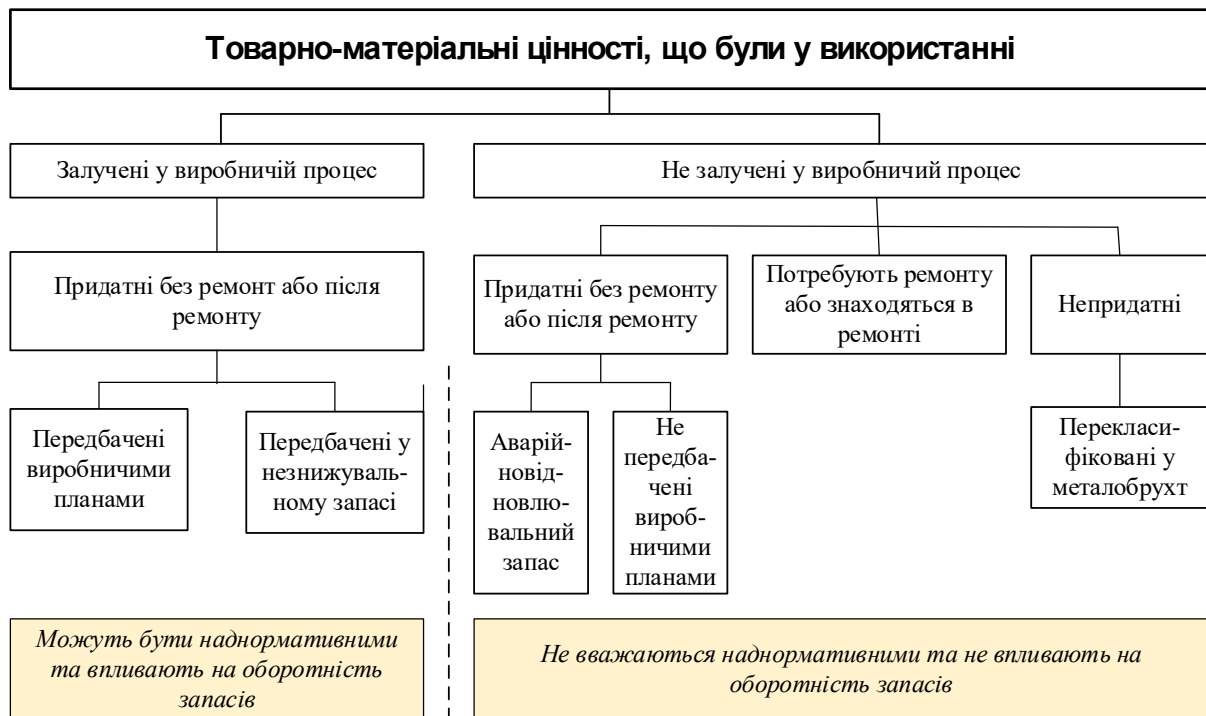 Товарно-матеріальні цінності, що були у використанні
Залучені у виробничій процес
Не залучені у виробничий процес
Придатні без ремонт або після
ремонту
Придатні без ремонту
або після ремонту
Потребують ремонту
або знаходяться в
ремонті
Непридатні
Передбачені
виробничими
планами
Передбачені у
незнижуваль-
ному запасі
Аварій-
новід-
новлю-
вальний
запас
Не
передба-
чені
вироб-
ничими
планами
Перекласи-
фіковані у
металобрухт
Можуть бути наднормативними
та впливають на оборотність
запасів
Не вважаються наднормативними та не впливають на
оборотність запасів